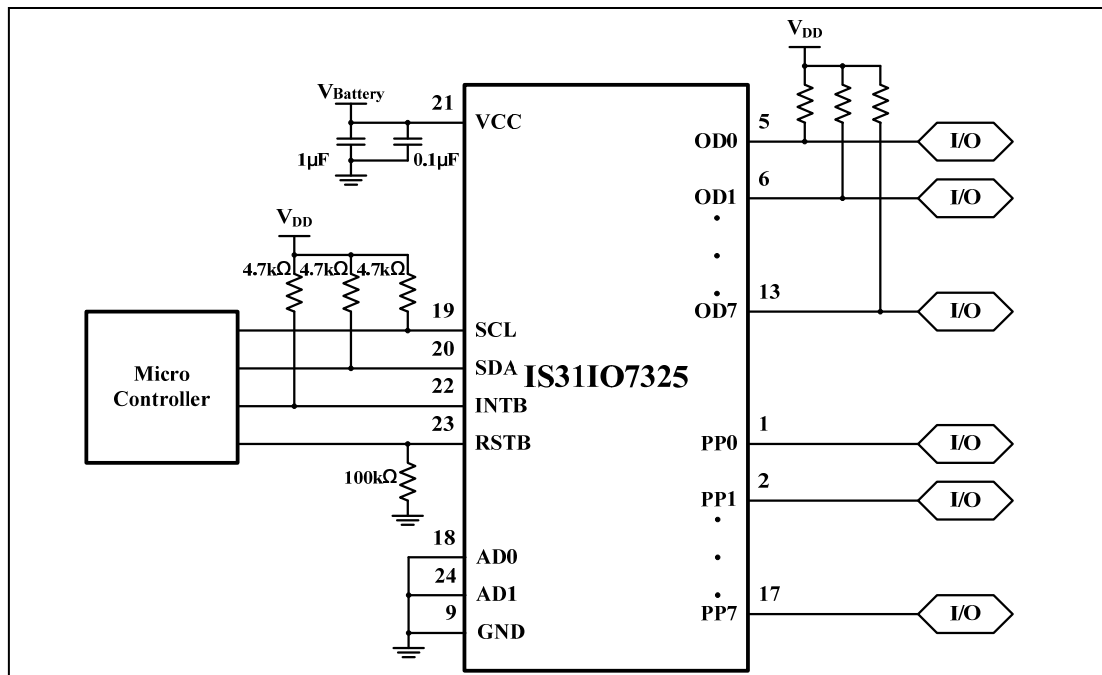 VDD
VBattery
21
VCC
1µF
0.1µF
VDD
4.7kΩ 4.7kΩ 4.7kΩ
19
SCL
20
SDA
22
INTB
23
RSTB
100kΩ
18
AD0
24
AD1
9
GND
Micro
Controller
IS31IO7325
5
OD0
I/O
6
OD1
I/O
13
OD7
I/O
1
PP0
I/O
2
PP1
I/O
17
PP7
I/O